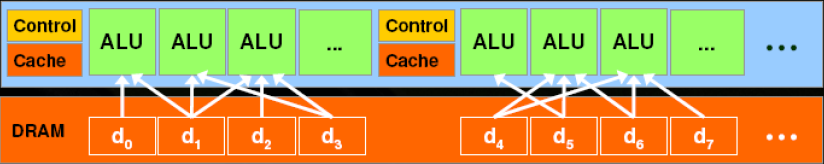 Control
Cache
ALU
ALU
ALU
...
Control
Cache
ALU
ALU
ALU
...
...
DRAM
d0
d1
d2
d3
d4
d5
d6
d7
...